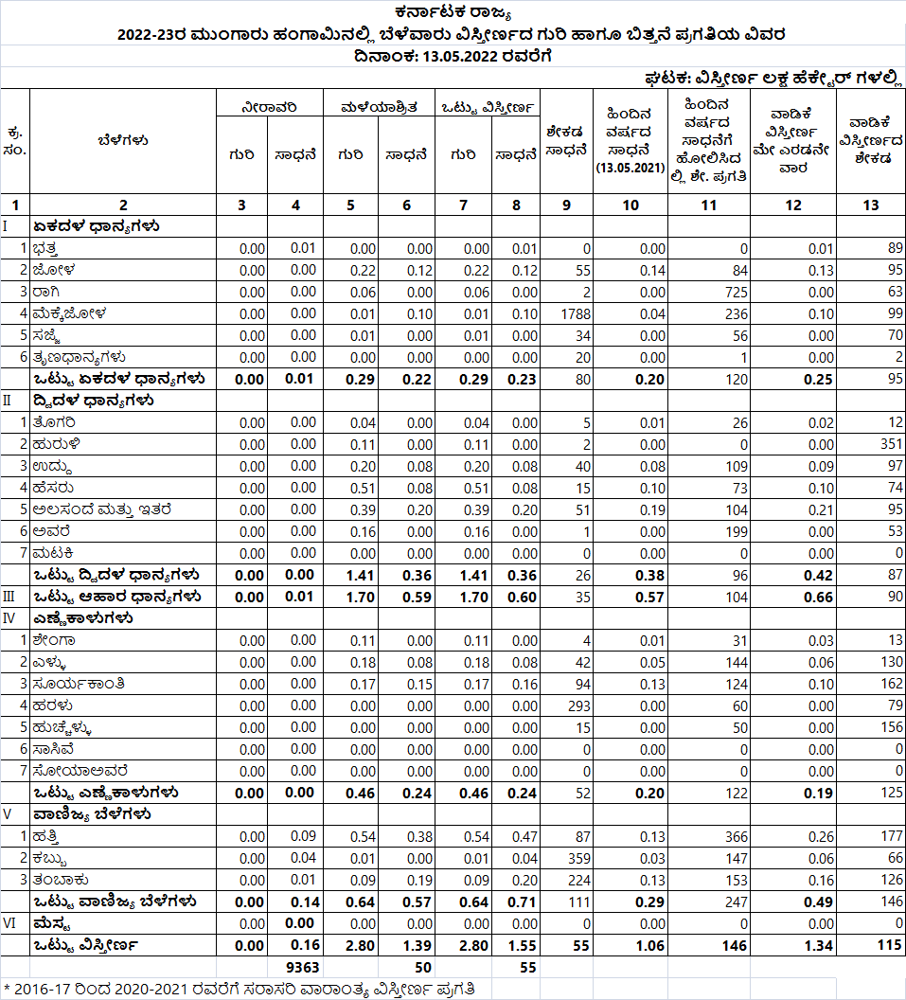 ಕರ್ನಾಟಕ ರಾಜ್ಯ
2022-23ರ ಮುಂಗಾರು ಹಂಗಾಮಿನಲ್ಲಿ ಬೆಳೆವಾರು ವಿಸ್ತೀರ್ಣದ ಗುರಿ ಹಾಗೂ ಬಿತ್ತನೆ ಪ್ರಗತಿಯ ವಿವರ
ದಿನಾಂಕ: 13.05.2022 ರವರೆಗೆ
ಘಟಕ: ವಿಸ್ತೀರ್ಣ ಲಕ್ಷ ಹೆಕ್ಟೇರ್ ಗಳಲ್ಲಿ
ಕ್ರ. ಸಂ. ಬೆಳೆಗಳು ನೀರಾವರಿ ಮಳೆಯಾಶ್ರಿತ ಒಟ್ಟು ವಿಸ್ತೀರ್ಣ ಶೇಕಡ ಸಾಧನೆ ಹಿಂದಿನ ವರ್ಷದ ಸಾಧನೆ (13.05.2021) ಹಿಂದಿನ ವರ್ಷದ ಸಾಧನೆಗೆ ಹೋಲಿಸಿದಲ್ಲಿ ಶೇ. ಪ್ರಗತಿ ವಾಡಿಕೆ ವಿಸ್ತೀರ್ಣ ಮೇ ಎರಡನೇ ವಾರ ವಾಡಿಕೆ ವಿಸ್ತೀರ್ಣದ ಶೇಕಡ
ಗುರಿ ಸಾಧನೆ ಗುರಿ ಸಾಧನೆ ಗುರಿ ಸಾಧನೆ
1 2 3 4 5 6 7 8 9 10 11 12 13
I ಏಕದಳ ಧಾನ್ಯಗಳು
1 ಭತ್ತ 0.00 0.01 0.00 0.00 0.00 0.01 0 0.00 0 0.01 89
2 ಜೋಳ 0.00 0.00 0.22 0.12 0.22 0.12 55 0.14 84 0.13 95
3 ರಾಗಿ 0.00 0.00 0.06 0.00 0.06 0.00 2 0.00 725 0.00 63
4 ಮೆಕ್ಕೆಜೋಳ 0.00 0.00 0.01 0.10 0.01 0.10 1788 0.04 236 0.10 99
5 ಸಜ್ಜೆ 0.00 0.00 0.01 0.00 0.01 0.00 34 0.00 56 0.00 70
6 ತೃಣಧಾನ್ಯಗಳು 0.00 0.00 0.00 0.00 0.00 0.00 20 0.00 1 0.00 2
ಒಟ್ಟು ಏಕದಳ ಧಾನ್ಯಗಳು 0.00 0.01 0.29 0.22 0.29 0.23 80 0.20 120 0.25 95
II ದ್ವಿದಳ ಧಾನ್ಯಗಳು
1 ತೊಗರಿ 0.00 0.00 0.04 0.00 0.04 0.00 5 0.01 26 0.02 12
2 ಹುರುಳಿ 0.00 0.00 0.11 0.00 0.11 0.00 2 0.00 0 0.00 351
3 ಉದ್ದು 0.00 0.00 0.20 0.08 0.20 0.08 40 0.08 109 0.09 97
4 ಹೆಸರು 0.00 0.00 0.51 0.08 0.51 0.08 15 0.10 73 0.10 74
5 ಅಲಸಂದೆ ಮತ್ತು ಇತರೆ 0.00 0.00 0.39 0.20 0.39 0.20 51 0.19 104 0.21 95
6 ಅವರೆ 0.00 0.00 0.16 0.00 0.16 0.00 1 0.00 199 0.00 53
7 ಮಟಕಿ 0.00 0.00 0.00 0.00 0.00 0.00 0 0.00 0 0.00 0
ಒಟ್ಟು ದ್ವಿದಳ ಧಾನ್ಯಗಳು 0.00 0.00 1.41 0.36 1.41 0.36 26 0.38 96 0.42 87
III ಒಟ್ಟು ಆಹಾರ ಧಾನ್ಯಗಳು 0.00 0.01 1.70 0.59 1.70 0.60 35 0.57 104 0.66 90
IV ಎಣ್ಣೆಕಾಳುಗಳು
1 ಶೇಂಗಾ 0.00 0.00 0.11 0.00 0.11 0.00 4 0.01 31 0.03 13
2 ಎಳ್ಳು 0.00 0.00 0.18 0.08 0.18 0.08 42 0.05 144 0.06 130
3 ಸೂರ್ಯಕಾಂತಿ 0.00 0.00 0.17 0.15 0.17 0.16 94 0.13 124 0.10 162
4 ಹರಳು 0.00 0.00 0.00 0.00 0.00 0.00 293 0.00 60 0.00 79
5 ಹುಚ್ಚೆಳ್ಳು 0.00 0.00 0.00 0.00 0.00 0.00 15 0.00 50 0.00 156
6 ಸಾಸಿವೆ 0.00 0.00 0.00 0.00 0.00 0.00 0 0.00 0 0.00 0
7 ಸೋಯಾಅವರೆ 0.00 0.00 0.00 0.00 0.00 0.00 0 0.00 0 0.00 0
ಒಟ್ಟು ಎಣ್ಣೆಕಾಳುಗಳು 0.00 0.00 0.46 0.24 0.46 0.24 52 0.20 122 0.19 125
V ವಾಣಿಜ್ಯ ಬೆಳೆಗಳು
1 ಹತ್ತಿ 0.00 0.09 0.54 0.38 0.54 0.47 87 0.13 366 0.26 177
2 ಕಬ್ಬು 0.00 0.04 0.01 0.00 0.01 0.04 359 0.03 147 0.06 66
3 ತಂಬಾಕು 0.00 0.01 0.09 0.19 0.09 0.20 224 0.13 153 0.16 126
ಒಟ್ಟು ವಾಣಿಜ್ಯ ಬೆಳೆಗಳು 0.00 0.14 0.64 0.57 0.64 0.71 111 0.29 247 0.49 146
VI ಮೆಸ್ಟ 0.00 0.00 0.00 0.00 0.00 0.00 0 0.00 0 0.00 0
ಒಟ್ಟು ವಿಸ್ತೀರ್ಣ 0.00 0.16 2.80 1.39 2.80 1.55 55 1.06 146 1.34 115
9363 50 55
* 2016-17 ರಿಂದ 2020-2021 ರವರೆಗೆ ಸರಾಸರಿ ವಾರಾಂತ್ಯ ವಿಸ್ತೀರ್ಣ ಪ್ರಗತಿ